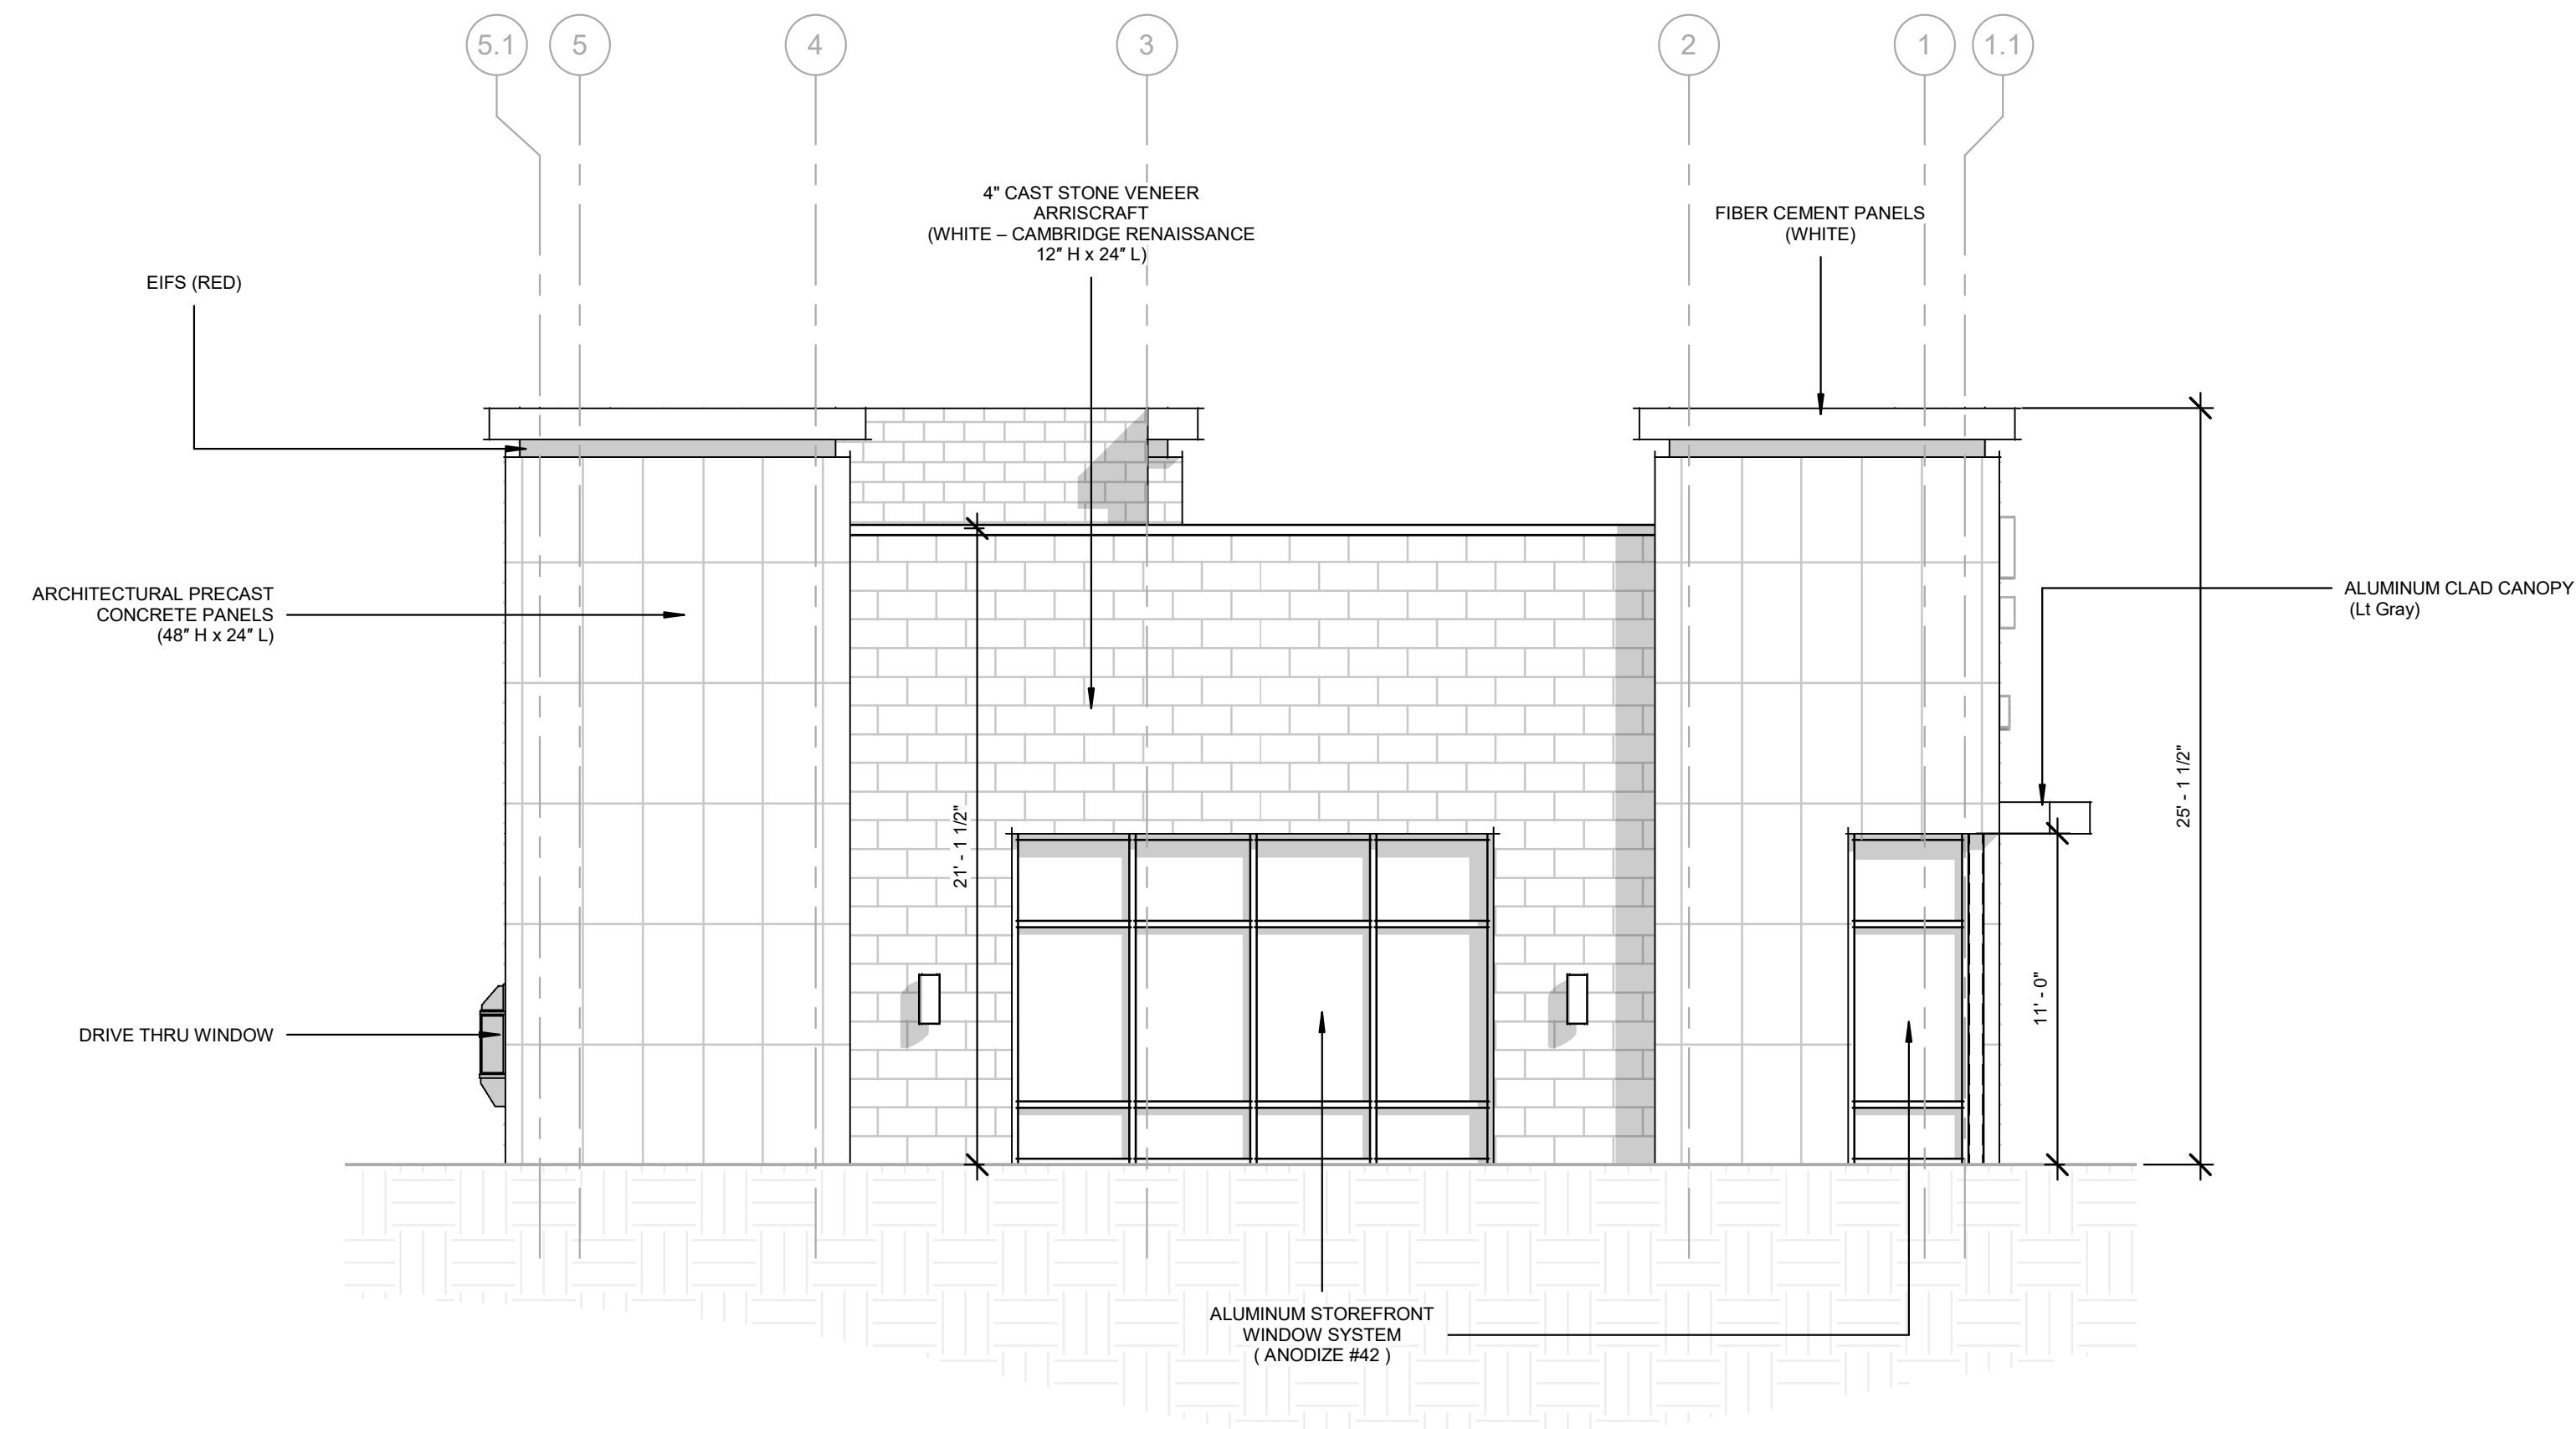 5.1
5
4
3
2
1
1.1
4" CAST STONE VENEER
ARRISCRAFT
(WHITE – CAMBRIDGE RENAISSANCE
12″ H x 24″ L)
FIBER CEMENT PANELS
(WHITE)
EIFS (RED)
ARCHITECTURAL PRECAST
CONCRETE PANELS
(48″ H x 24″ L)
ALUMINUM CLAD CANOPY
(Lt Gray)
21' - 1 1/2"
25' - 1 1/2"
11' - 0"
DRIVE THRU WINDOW
ALUMINUM STOREFRONT
WINDOW SYSTEM
( ANODIZE #42 )